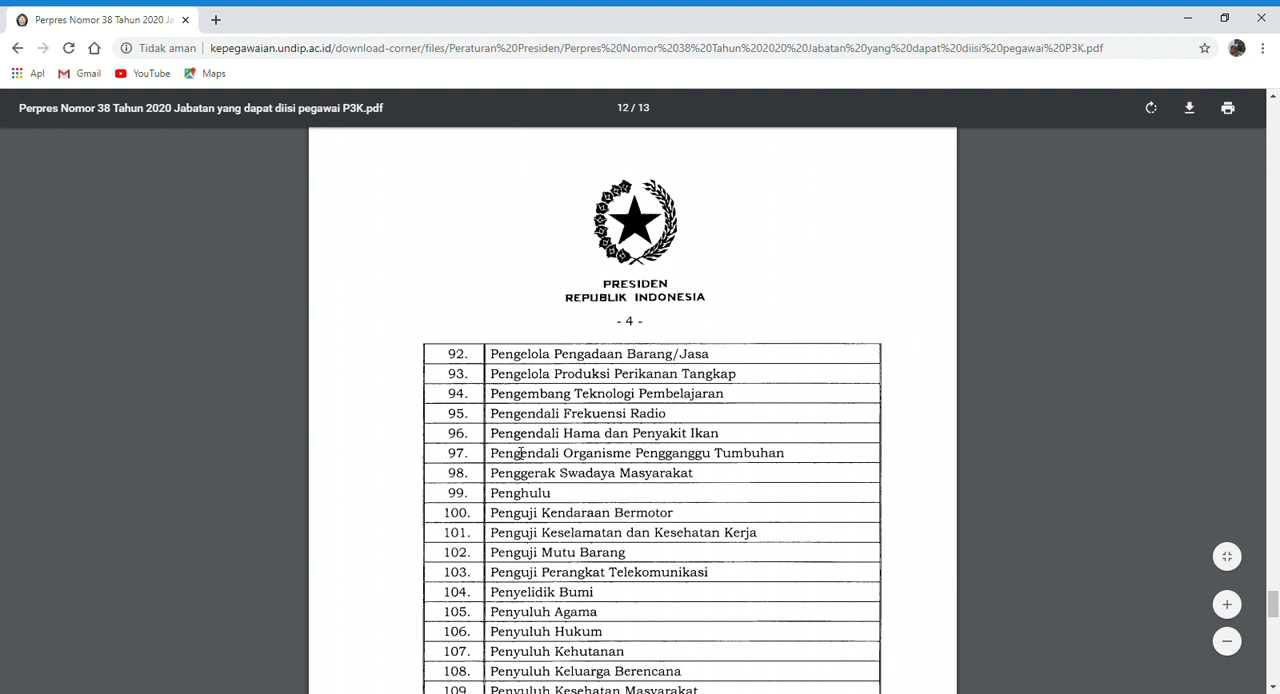 Perpres Nomor 38 Tahun 2020 Ja
Tidak aman
kepegawaian.undip.ac.id/download-corner/files/Peraturan%20Presiden/Perpres%20Nomor%2038%20Tahun%202020%20Jabatan%20yang%20dapat%20diisi%20pegawai%20P3K.pdf
Apl
Gmail
YouTube
Maps
Perpres Nomor 38 Tahun 2020 Jabatan yang dapat diisi pegawai P3K.pdf
12 / 13
PRESIDEN
REPUBLIK INDONESIA
- 4 -
92. Pengelola Pengadaan Barang/Jasa
93. Pengelola Produksi Perikanan Tangkap
94. Pengembang Teknologi Pembelajaran
95. Pengendali Frekuensi Radio
96. Pengendali Hama dan Penyakit Ikan
97. Pengendali Organisme Pengganggu Tumbuhan
98. Penggerak Swadaya Masyarakat
99. Penghulu
100. Penguji Kendaraan Bermotor
101. Penguji Keselamatan dan Kesehatan Kerja
102. Penguji Mutu Barang
103. Penguji Perangkat Telekomunikasi
104. Penyelidik Bumi
105. Penyuluh Agama
106. Penyuluh Hukum
107. Penyuluh Kehutanan
108. Penyuluh Keluarga Berencana
109. Penyuluh Kesehatan Masyarakat